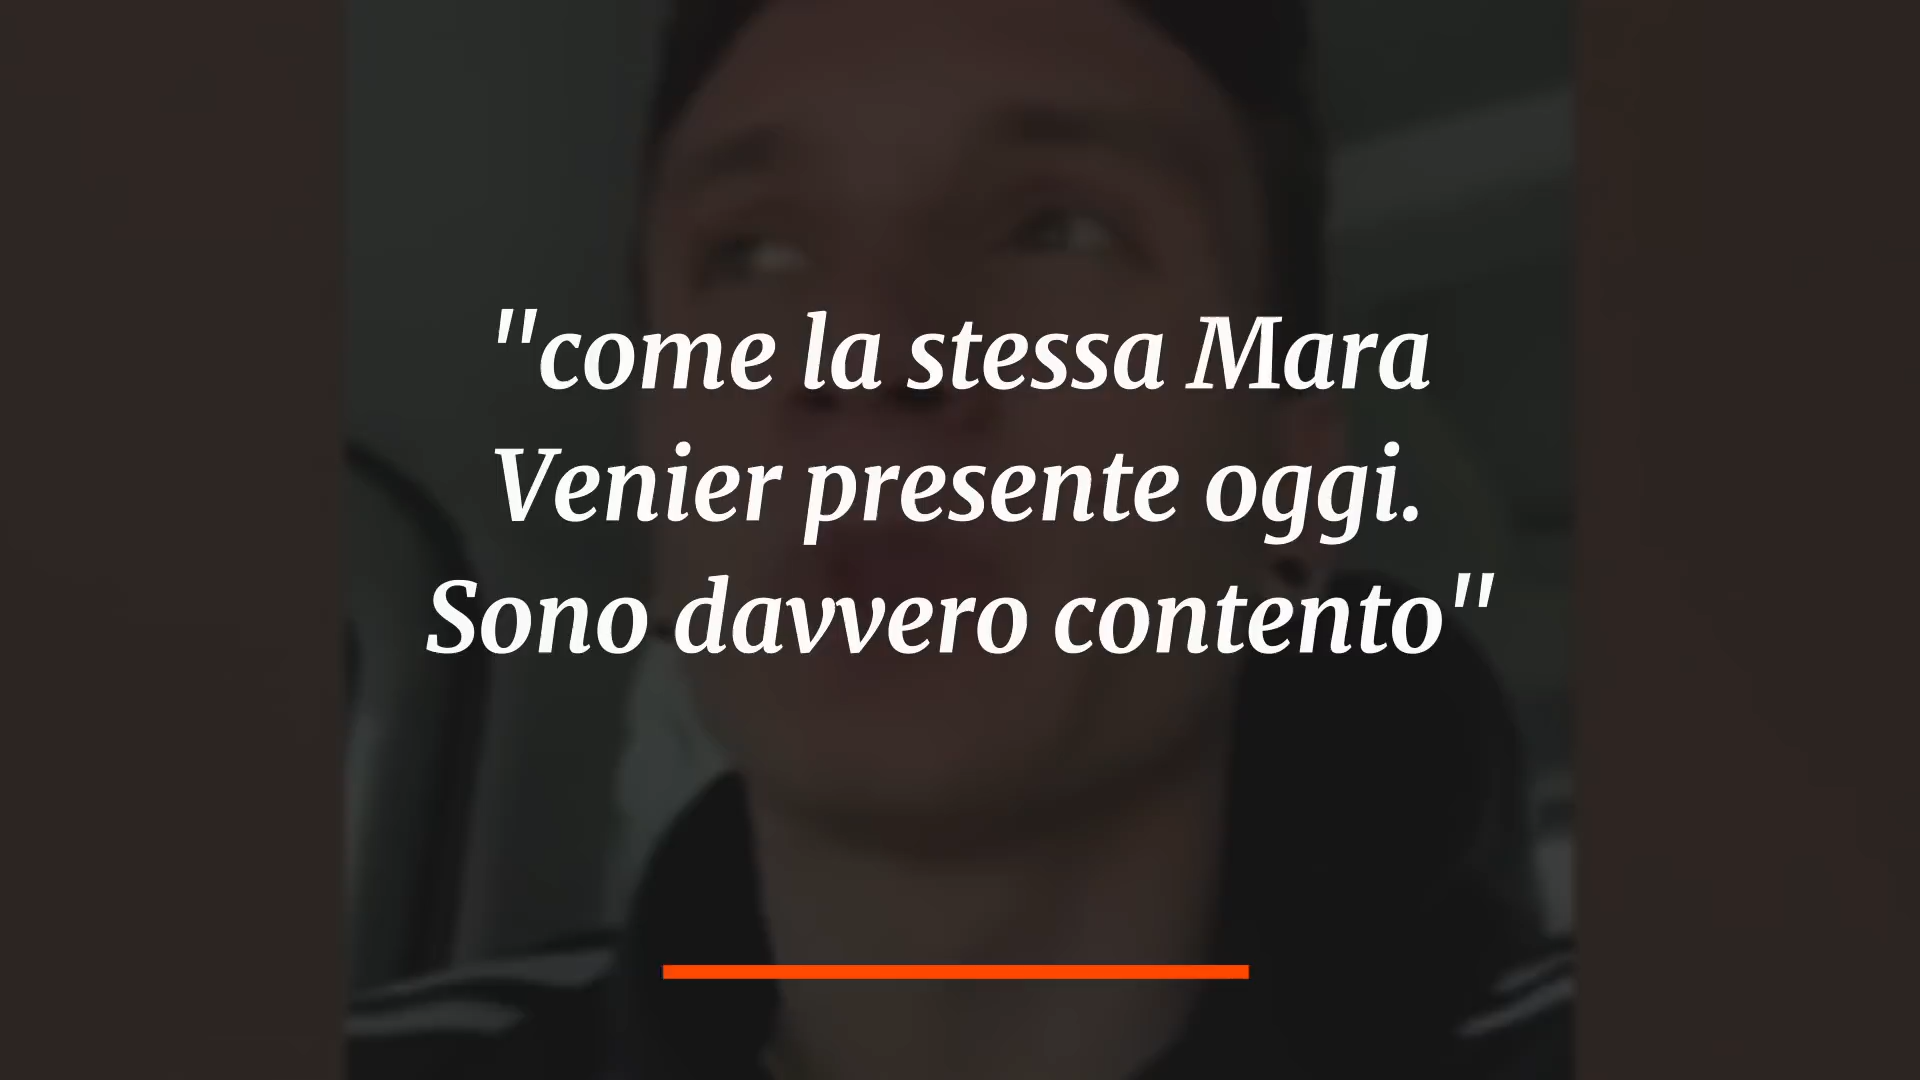 "come la stessa Mara
Venier presente oggi.
Sono davvero contento"